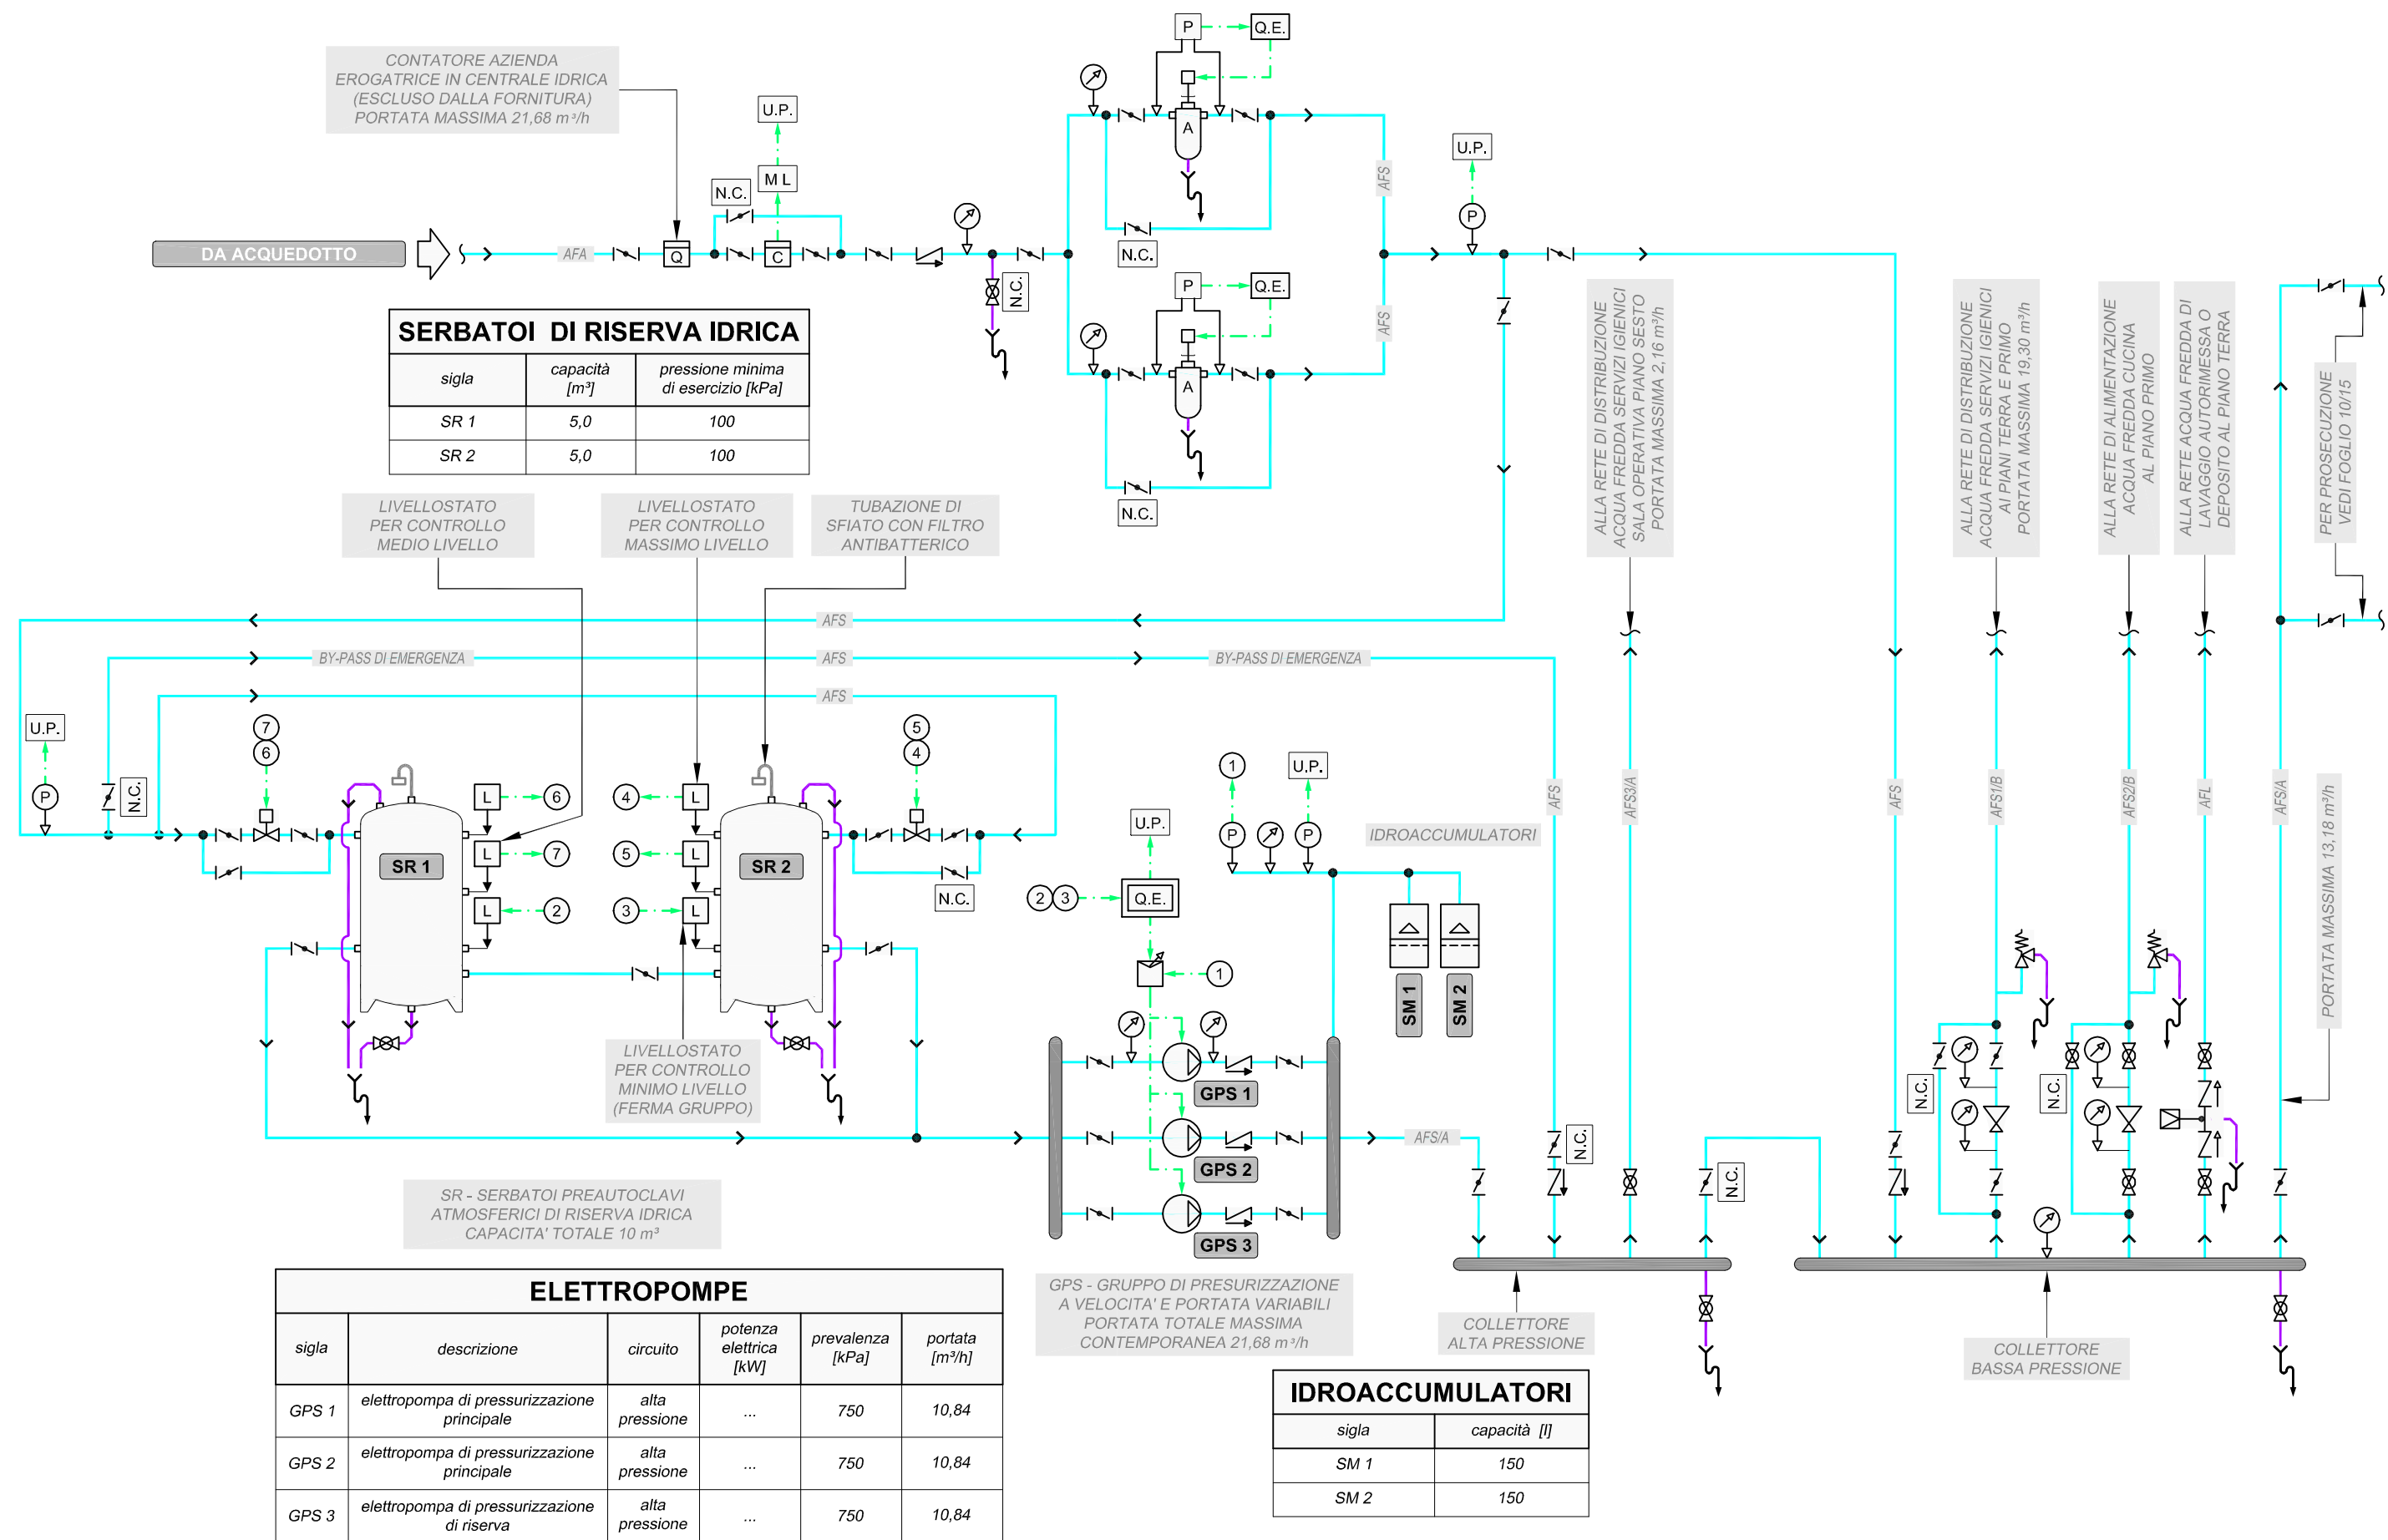 CONTATORE AZIENDA
EROGATRICE IN CENTRALE IDRICA
(ESCLUSO DALLA FORNITURA)
PORTATA MASSIMA 21,68 m³/h
P
Q.E.
A
U.P.
M L
N.C.
DA ACQUEDOTTO
AFA
Q
C
N.C.
N.C.
P
Q.E.
A
N.C.
AFS
AFS
U.P.
P
SERBATOI DI RISERVA IDRICA
sigla
capacità
[m³]
pressione minima
di esercizio [kPa]
SR 1
5,0
100
SR 2
5,0
100
LIVELLOSTATO
PER CONTROLLO
MEDIO LIVELLO
LIVELLOSTATO
PER CONTROLLO
MASSIMO LIVELLO
TUBAZIONE DI
SFIATO CON FILTRO
ANTIBATTERICO
ALLA RETE DI DISTRIBUZIONE
ACQUA FREDDA SERVIZI IGIENICI
SALA OPERATIVA PIANO SESTO
PORTATA MASSIMA 2,16 m³/h
ALLA RETE DI DISTRIBUZIONE
ACQUA FREDDA SERVIZI IGIENICI
AI PIANI TERRA E PRIMO
PORTATA MASSIMA 19,30 m³/h
ALLA RETE DI ALIMENTAZIONE
ACQUA FREDDA CUCINA
AL PIANO PRIMO
ALLA RETE ACQUA FREDDA DI
LAVAGGIO AUTORIMESSA O
DEPOSITO AL PIANO TERRA
PER PROSECUZIONE
VEDI FOGLIO 10/15
AFS
BY-PASS DI EMERGENZA
AFS
BY-PASS DI EMERGENZA
AFS
U.P.
P
N.C.
7
6
SR 1
L
6
L
7
L
2
4
L
5
L
3
L
SR 2
5
4
N.C.
LIVELLOSTATO
PER CONTROLLO
MINIMO LIVELLO
(FERMA GRUPPO)
1
U.P.
P
P
U.P.
2
3
Q.E.
1
IDROACCUMULATORI
SM 1
SM 2
GPS 1
GPS 2
GPS 3
AFS/A
AFS
AFS3/A
AFS
AFS1/B
AFS2/B
AFL
AFS/A
PORTATA MASSIMA 13,18 m³/h
N.C.
N.C.
N.C.
N.C.
SR - SERBATOI PREAUTOCLAVI
ATMOSFERICI DI RISERVA IDRICA
CAPACITA' TOTALE 10 m³
GPS - GRUPPO DI PRESURIZZAZIONE
A VELOCITA' E PORTATA VARIABILI
PORTATA TOTALE MASSIMA
CONTEMPORANEA 21,68 m³/h
COLLETTORE
ALTA PRESSIONE
COLLETTORE
BASSA PRESSIONE
ELETTROPOMPE
sigla
descrizione
circuito
potenza
elettrica
[kW]
prevalenza
[kPa]
portata
[m³/h]
GPS 1
elettropompa di pressurizzazione
principale
alta
pressione
...
750
10,84
GPS 2
elettropompa di pressurizzazione
principale
alta
pressione
...
750
10,84
GPS 3
elettropompa di pressurizzazione
di riserva
alta
pressione
...
750
10,84
IDROACCUMULATORI
sigla
capacità [l]
SM 1
150
SM 2
150